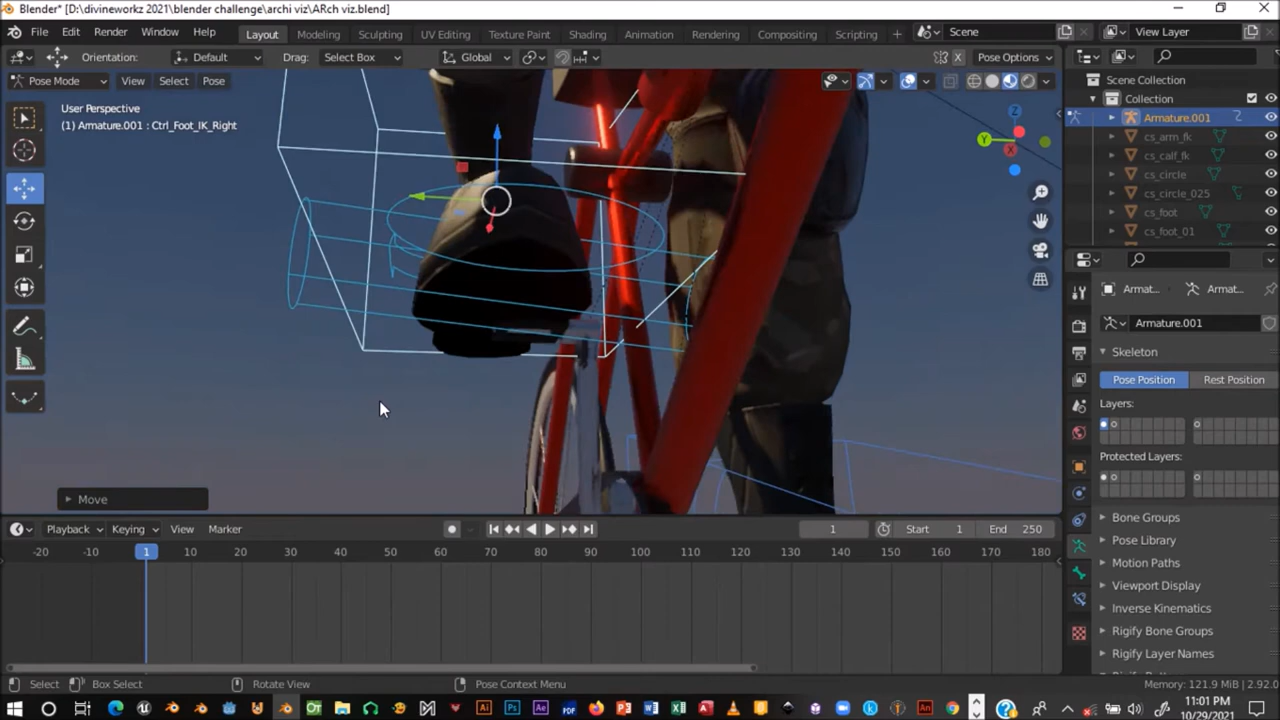 Blender* [D:\divineworkz 2021\blender challenge\archi viz\ARch viz.blend]
File Edit Render Window Help Layout Modeling Sculpting UV Editing Texture Paint Shading Animation Rendering Compositing Scripting + Scene View Layer
Orientation: Default Drag: Select Box Global X Pose Options
Pose Mode View Select Pose
User Perspective
(1) Armature.001 : Ctrl_Foot_IK_Right
Z
Y
X
Scene Collection
Collection
Armature.001
cs_arm_fk
cs_calf_fk
cs_circle
cs_circle_025
cs_foot
cs_foot_01
Armat... Armat...
Armature.001
Skeleton
Pose Position Rest Position
Layers:
Protected Layers:
Bone Groups
Pose Library
Motion Paths
Viewport Display
Inverse Kinematics
Rigify Bone Groups
Rigify Layer Names
Move
Playback Keying View Marker 1 Start 1 End 250
-20 -10 1 10 20 30 40 50 60 70 80 90 100 110 120 130 140 150 160 170 180
Select Box Select Rotate View Pose Context Menu Memory: 121.9 MiB | 2.92.0
11:01 PM
10/29/2021